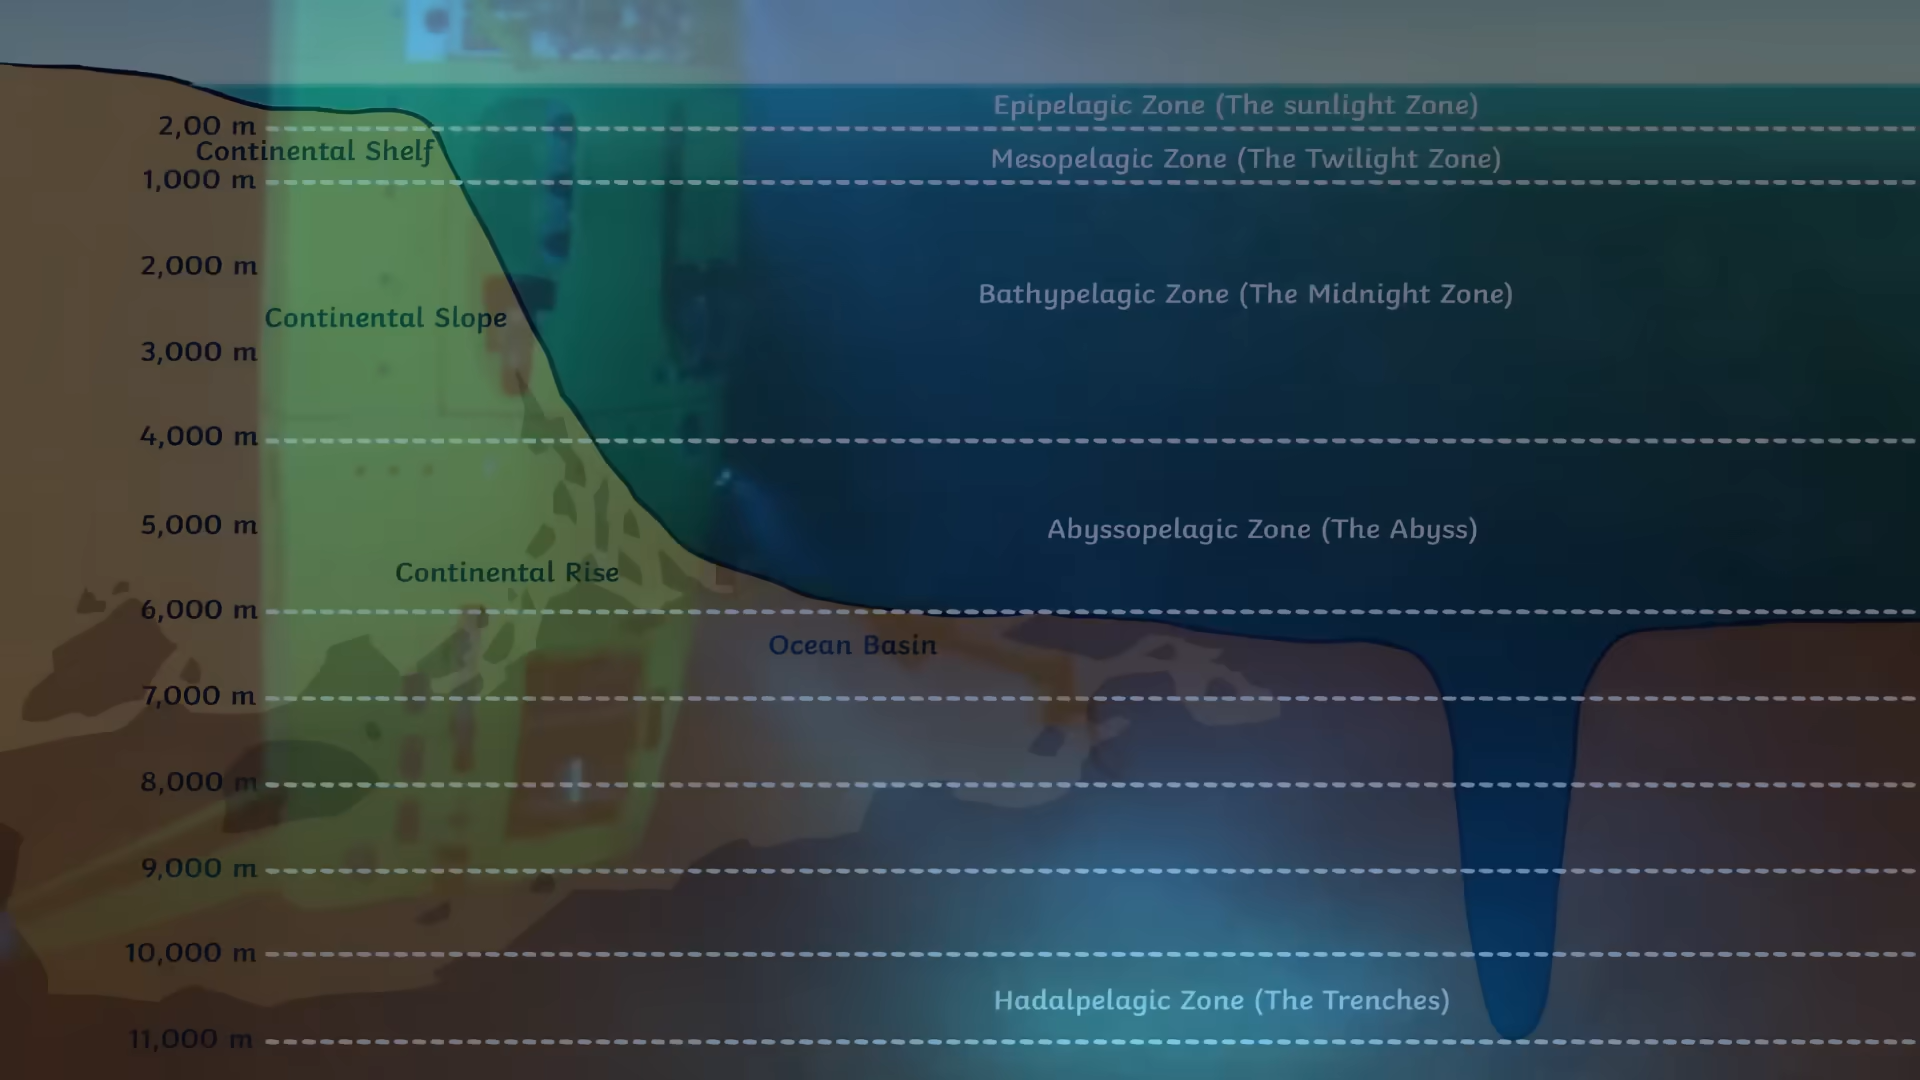 Epipelagic Zone (The sunlight Zone)
2,00 m
Continental Shelf
Mesopelagic Zone (The Twilight Zone)
1,000 m
2,000 m
Bathypelagic Zone (The Midnight Zone)
Continental Slope
3,000 m
4,000 m
5,000 m
Abyssopelagic Zone (The Abyss)
Continental Rise
6,000 m
Ocean Basin
7,000 m
8,000 m
9,000 m
10,000 m
Hadalpelagic Zone (The Trenches)
11,000 m